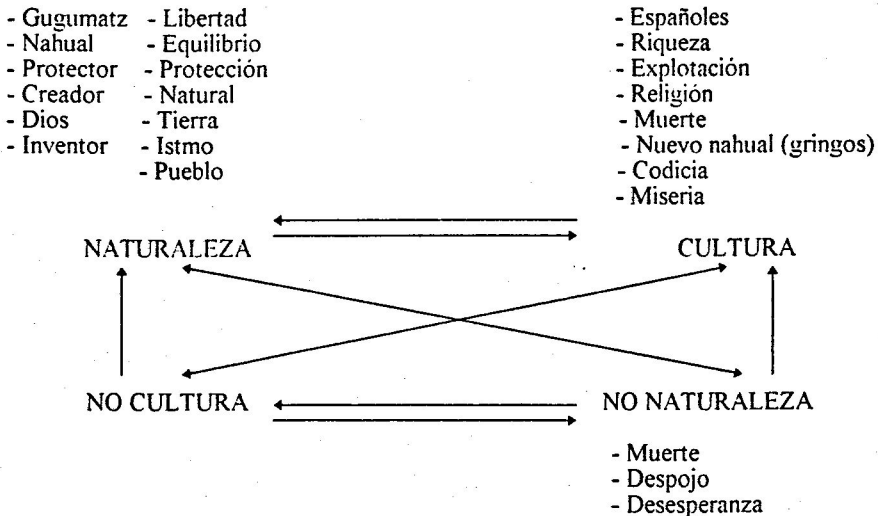 - Gugumatz - Libertad
- Nahual - Equilibrio
- Protector - Protección
- Creador - Natural
- Dios - Tierra
- Inventor - Istmo
- Pueblo
- Españoles
- Riqueza
- Explotación
- Religión
- Muerte
- Nuevo nahual (gringos)
- Codicia
- Miseria
NATURALEZA CULTURA
NO CULTURA NO NATURALEZA
- Muerte
- Despojo
- Desesperanza